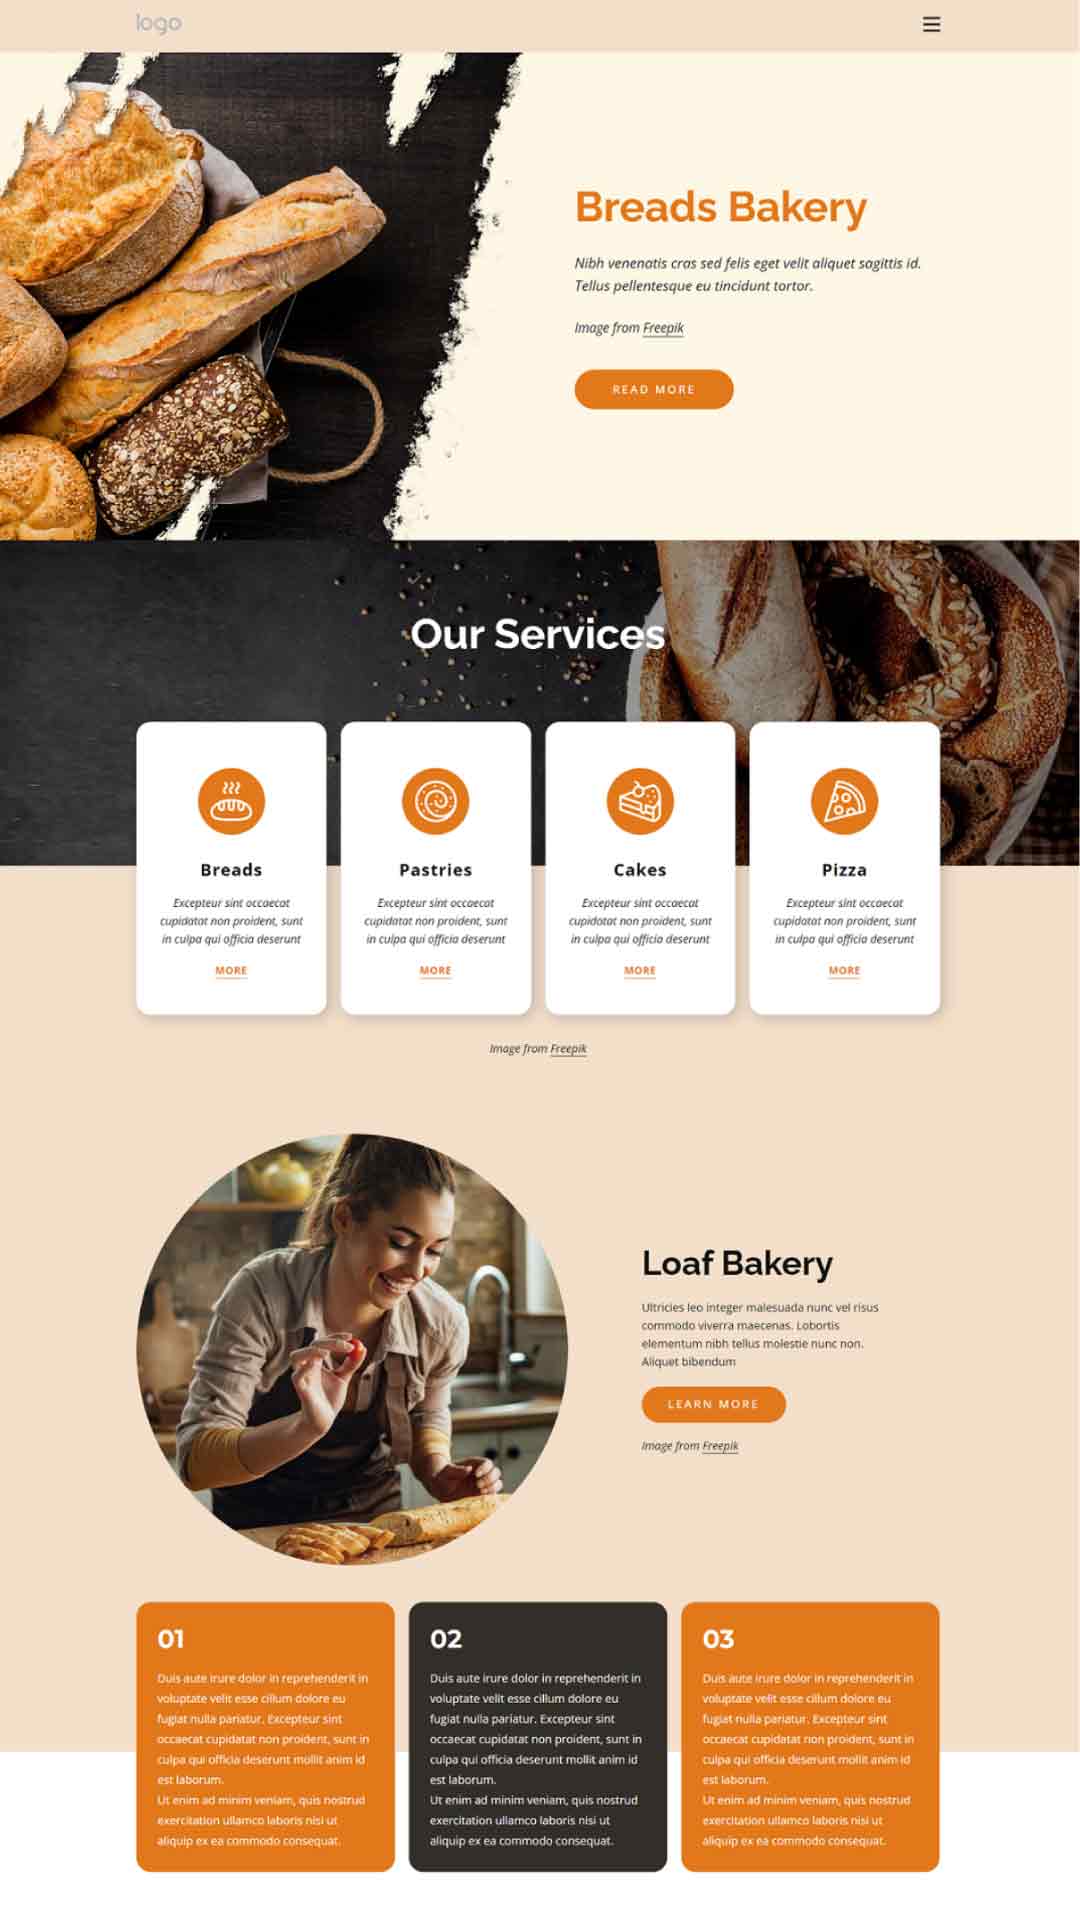 logo
Breads Bakery
Nibh venenatis cras sed felis eget velit aliquet sagittis id.
Tellus pellentesque eu tincidunt tortor.
Image from Freepik
READ MORE
Our Services
Breads
Excepteur sint occaecat
cupidatat non proident, sunt
in culpa qui officia deserunt
MORE
Pastries
Excepteur sint occaecat
cupidatat non proident, sunt
in culpa qui officia deserunt
MORE
Cakes
Excepteur sint occaecat
cupidatat non proident, sunt
in culpa qui officia deserunt
MORE
Pizza
Excepteur sint occaecat
cupidatat non proident, sunt
in culpa qui officia deserunt
MORE
Image from Freepik
Loaf Bakery
Ultricies leo integer malesuada nunc vel risus
commodo viverra maecenas. Lobortis
elementum nibh tellus molestie nunc non.
Aliquet bibendum
LEARN MORE
Image from Freepik
01
Duis aute irure dolor in reprehenderit in
voluptate velit esse cillum dolore eu
fugiat nulla pariatur. Excepteur sint
occaecat cupidatat non proident, sunt in
culpa qui officia deserunt mollit anim id
est laborum.
Ut enim ad minim veniam, quis nostrud
exercitation ullamco laboris nisi ut
aliquip ex ea commodo consequat.
02
Duis aute irure dolor in reprehenderit in
voluptate velit esse cillum dolore eu
fugiat nulla pariatur. Excepteur sint
occaecat cupidatat non proident, sunt in
culpa qui officia deserunt mollit anim id
est laborum.
Ut enim ad minim veniam, quis nostrud
exercitation ullamco laboris nisi ut
aliquip ex ea commodo consequat.
03
Duis aute irure dolor in reprehenderit in
voluptate velit esse cillum dolore eu
fugiat nulla pariatur. Excepteur sint
occaecat cupidatat non proident, sunt in
culpa qui officia deserunt mollit anim id
est laborum.
Ut enim ad minim veniam, quis nostrud
exercitation ullamco laboris nisi ut
aliquip ex ea commodo consequat.